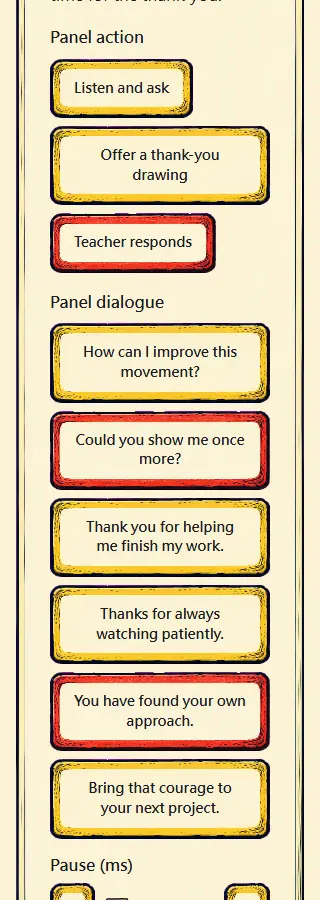 Panel action
Listen and ask
Offer a thank-you
drawing
Teacher responds
Panel dialogue
How can I improve this
movement?
Could you show me once
more?
Thank you for helping
me finish my work.
Thanks for always
watching patiently.
You have found your own
approach.
Bring that courage to
your next project.
Pause (ms)